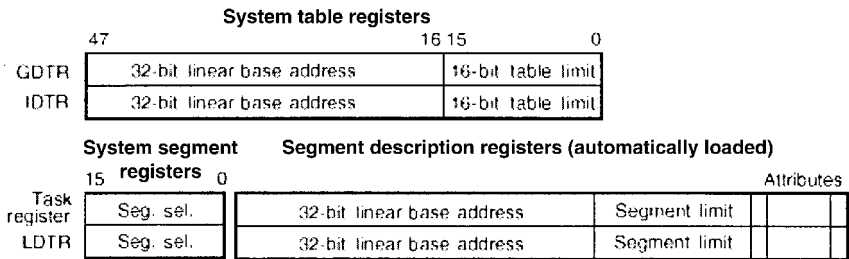 System table registers
47 16 15 0
GDTR 32-bit linear base address 16-bit table limit
IDTR 32-bit linear base address 16-bit table limit
System segment registers Segment description registers (automatically loaded)
15 0 Attributes
Task register Seg. sel. 32-bit linear base address Segment limit
LDTR Seg. sel. 32-bit linear base address Segment limit